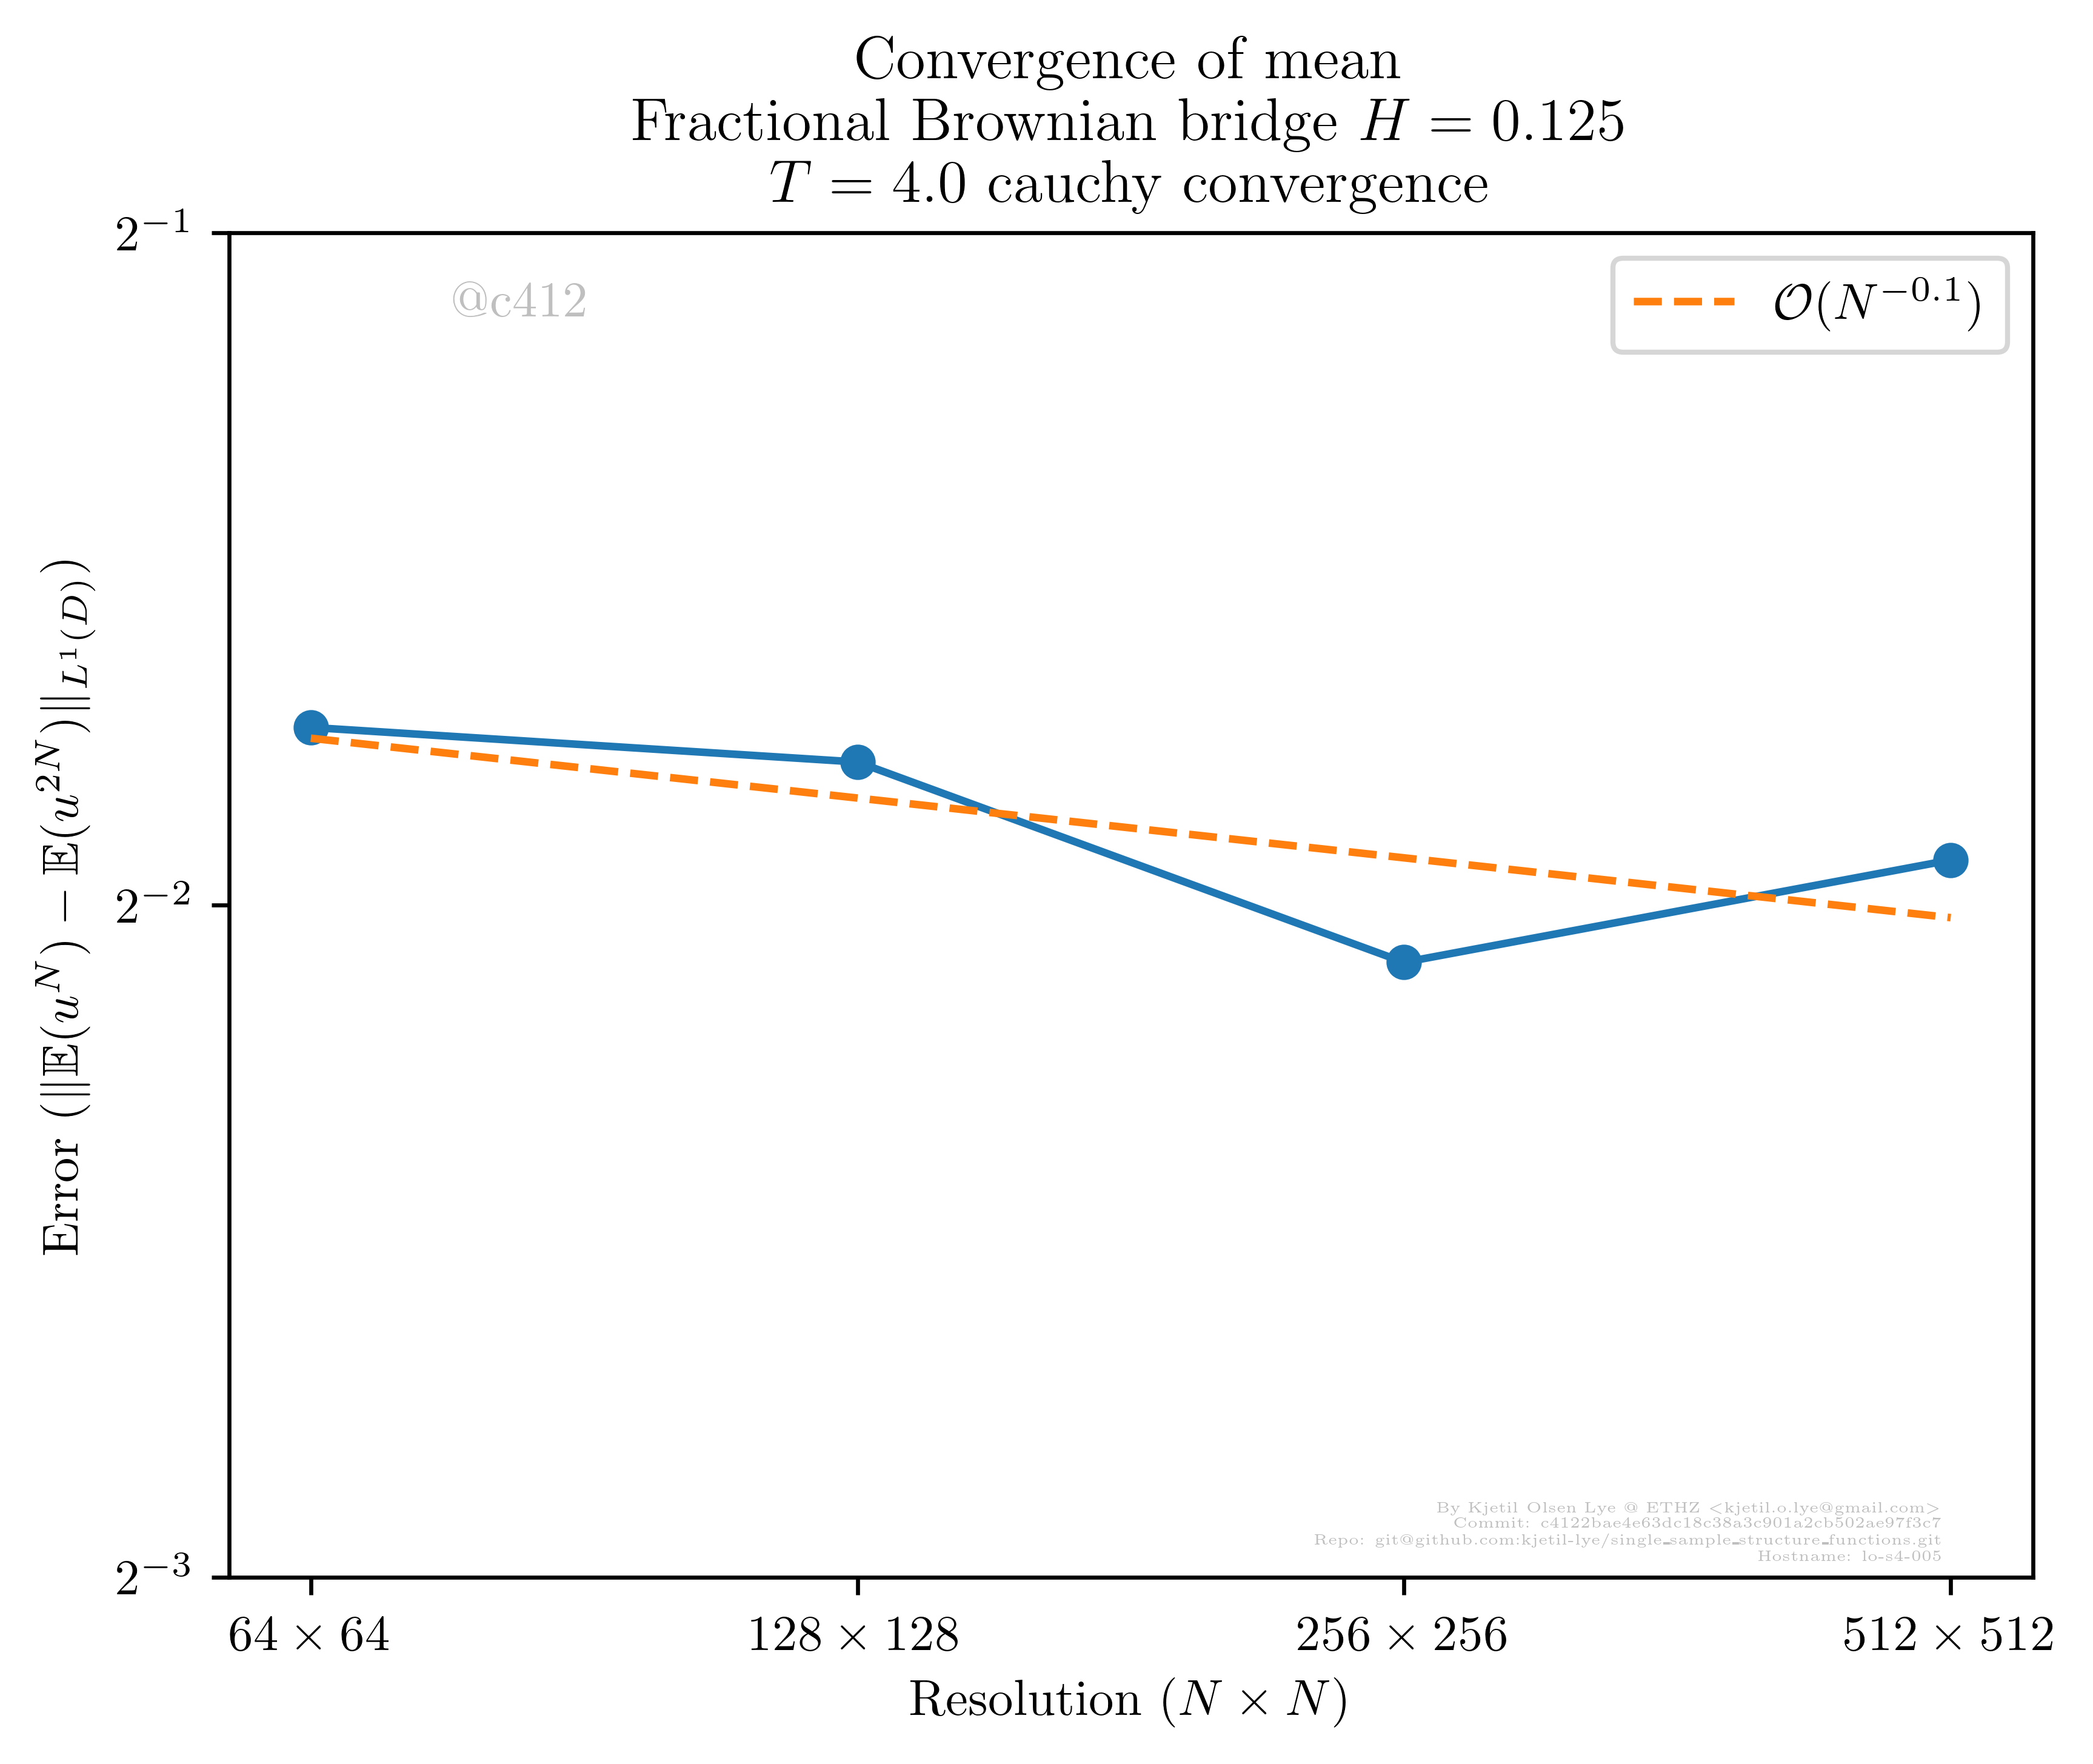 Convergence of mean
Fractional Brownian bridge H = 0.125
T = 4.0 cauchy convergence
2⁻¹
@c412
𝒪(N⁻⁰·¹)
Error (||𝔼(u^N) − 𝔼(u^{2N})||_{L¹(D)})
2⁻²
By Kjetil Olsen Lye @ ETHZ <kjetil.o.lye@gmail.com>
Commit: c4122bae4e63dc18c38a3c901a2cb502ae97f3c7
Repo: git@github.com:kjetil-lye/single_sample_structure_functions.git
Hostname: lo-s4-005
2⁻³
64 × 64 128 × 128 256 × 256 512 × 512
Resolution (N × N)